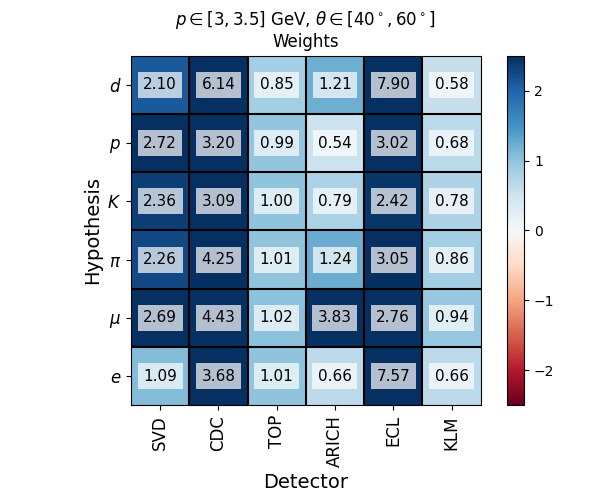 p ∈ [3, 3.5] GeV, θ ∈ [40°, 60°]
Weights
d 2.10 6.14 0.85 1.21 7.90 0.58
p 2.72 3.20 0.99 0.54 3.02 0.68
K 2.36 3.09 1.00 0.79 2.42 0.78
π 2.26 4.25 1.01 1.24 3.05 0.86
μ 2.69 4.43 1.02 3.83 2.76 0.94
e 1.09 3.68 1.01 0.66 7.57 0.66
Hypothesis
SVD CDC TOP ARICH ECL KLM
Detector
2
1
0
−1
−2